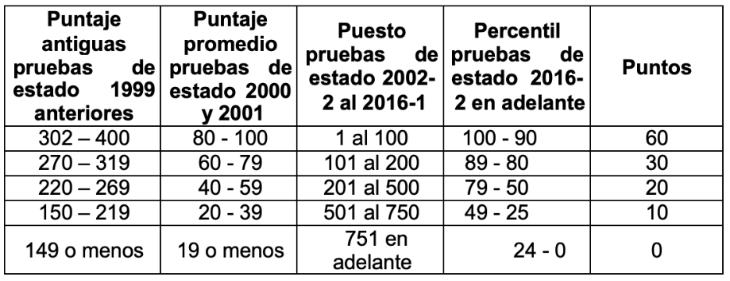 Puntaje
antiguas
pruebas de
estado 1999
anteriores
Puntaje
promedio
pruebas de
estado 2000
y 2001
Puesto
pruebas de
estado 2002-
2 al 2016-1
Percentil
pruebas de
estado 2016-
2 en adelante
Puntos
302 – 400 80 - 100 1 al 100 100 - 90 60
270 – 319 60 - 79 101 al 200 89 - 80 30
220 – 269 40 - 59 201 al 500 79 - 50 20
150 – 219 20 - 39 501 al 750 49 - 25 10
149 o menos 19 o menos 751 en
adelante 24 - 0 0